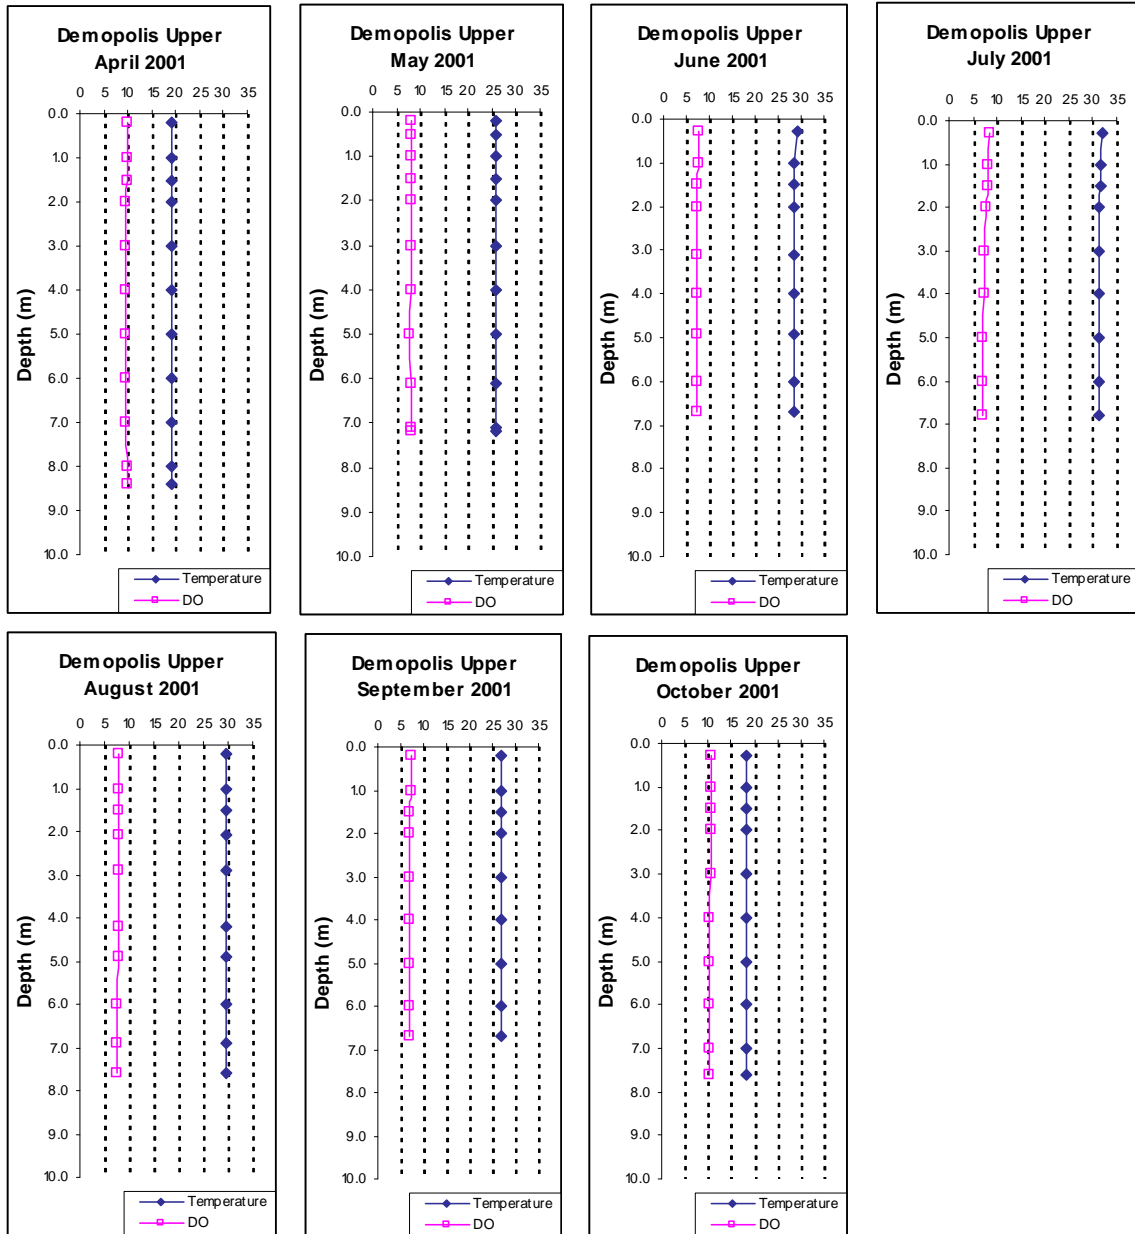 Demopolis Upper
April 2001
0 5 10 15 20 25 30 35
0.0
1.0
2.0
3.0
4.0
5.0
6.0
7.0
8.0
9.0
10.0
Depth (m)
Temperature
DO
Demopolis Upper
May 2001
0 5 10 15 20 25 30 35
0.0
1.0
2.0
3.0
4.0
5.0
6.0
7.0
8.0
9.0
10.0
Depth (m)
Temperature
DO
Demopolis Upper
June 2001
0 5 10 15 20 25 30 35
0.0
1.0
2.0
3.0
4.0
5.0
6.0
7.0
8.0
9.0
10.0
Depth (m)
Temperature
DO
Demopolis Upper
July 2001
0 5 10 15 20 25 30 35
0.0
1.0
2.0
3.0
4.0
5.0
6.0
7.0
8.0
9.0
10.0
Depth (m)
Temperature
DO
Demopolis Upper
August 2001
0 5 10 15 20 25 30 35
0.0
1.0
2.0
3.0
4.0
5.0
6.0
7.0
8.0
9.0
10.0
Depth (m)
Temperature
DO
Demopolis Upper
September 2001
0 5 10 15 20 25 30 35
0.0
1.0
2.0
3.0
4.0
5.0
6.0
7.0
8.0
9.0
10.0
Depth (m)
Temperature
DO
Demopolis Upper
October 2001
0 5 10 15 20 25 30 35
0.0
1.0
2.0
3.0
4.0
5.0
6.0
7.0
8.0
9.0
10.0
Depth (m)
Temperature
DO